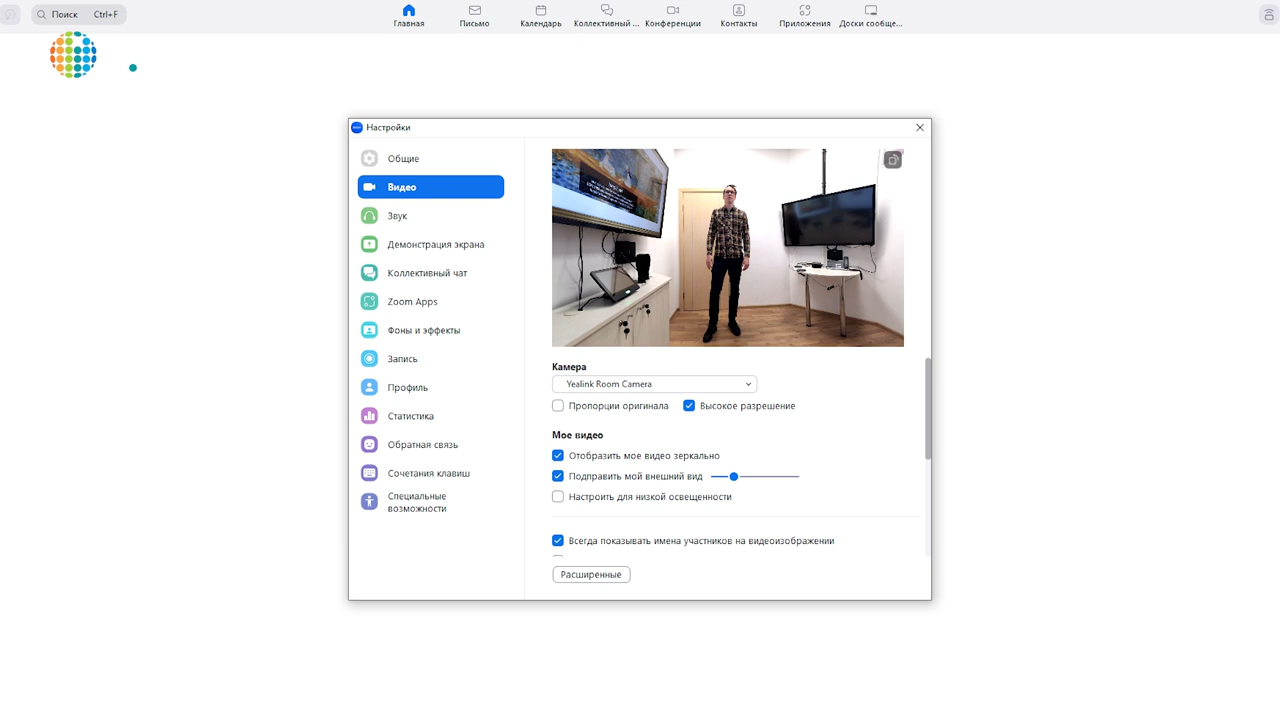 Поиск Ctrl+F
Главная
Письмо
Календарь
Коллективный ...
Конференции
Контакты
Приложения
Доски сообще...
Настройки
Общие
Видео
Звук
Демонстрация экрана
Коллективный чат
Zoom Apps
Фоны и эффекты
Запись
Профиль
Статистика
Обратная связь
Сочетания клавиш
Специальные
возможности
Камера
Yealink Room Camera
Пропорции оригинала
Высокое разрешение
Мое видео
Отобразить мое видео зеркально
Подправить мой внешний вид
Настроить для низкой освещенности
Всегда показывать имена участников на видеоизображении
Расширенные